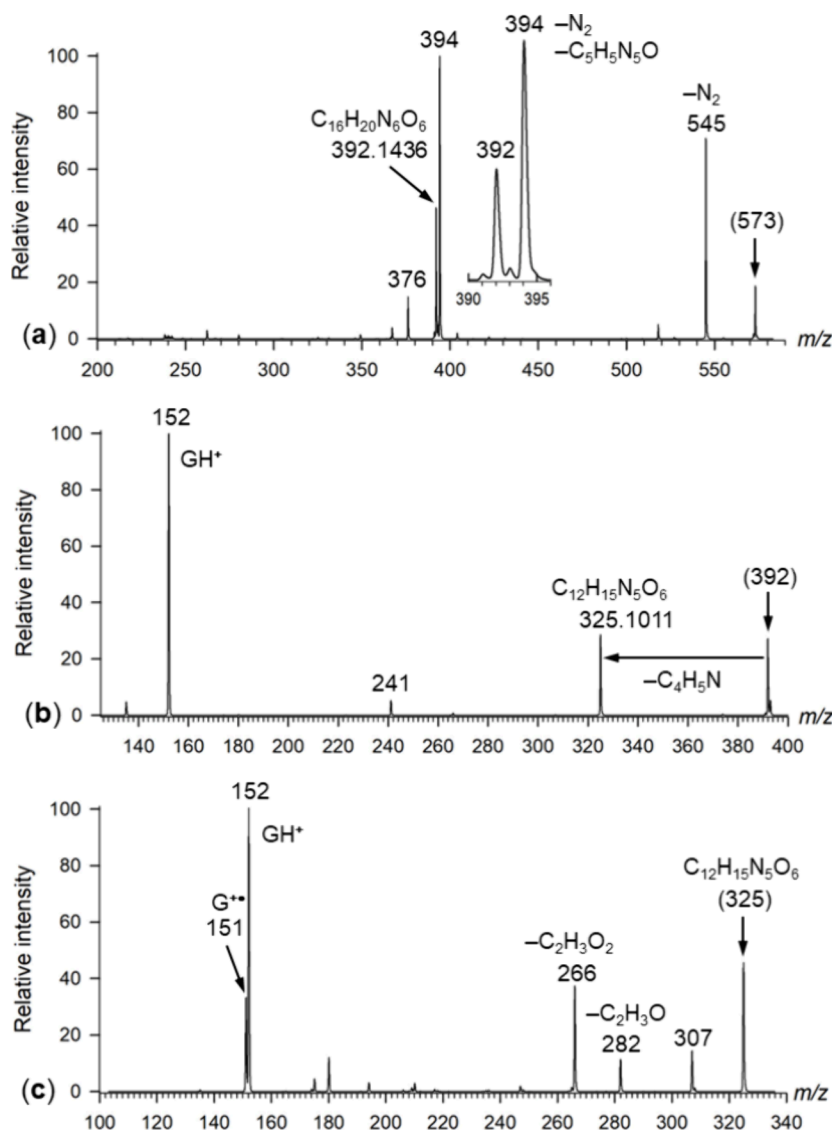 394 –N₂
394 –C₅H₅N₅O
–N₂
C₁₆H₂₀N₆O₆
545
392.1436
392
(573)
376
390 395
100
80
60
40
20
0
Relative intensity
200 250 300 350 400 450 500 550 m/z
(a)
152
GH⁺
C₁₂H₁₅N₅O₆
(392)
325.1011
–C₄H₅N
241
100
80
60
40
20
0
Relative intensity
140 160 180 200 220 240 260 280 300 320 340 360 380 400 m/z
(b)
152
GH⁺
G⁺•
151
C₁₂H₁₅N₅O₆
(325)
–C₂H₃O₂
266
–C₂H₃O
282
307
100
80
60
40
20
0
Relative intensity
100 120 140 160 180 200 220 240 260 280 300 320 340 m/z
(c)